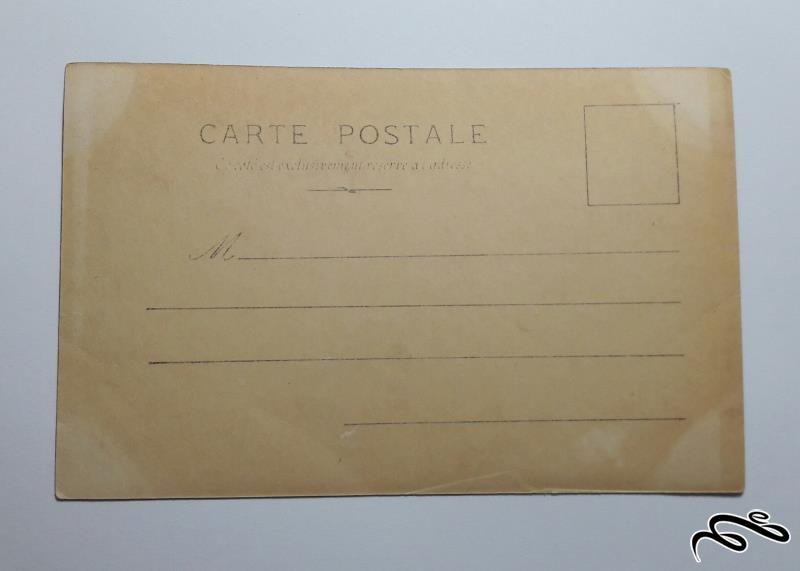 CARTE POSTALE
Ce côté est exclusivement réservé à l'adresse
M